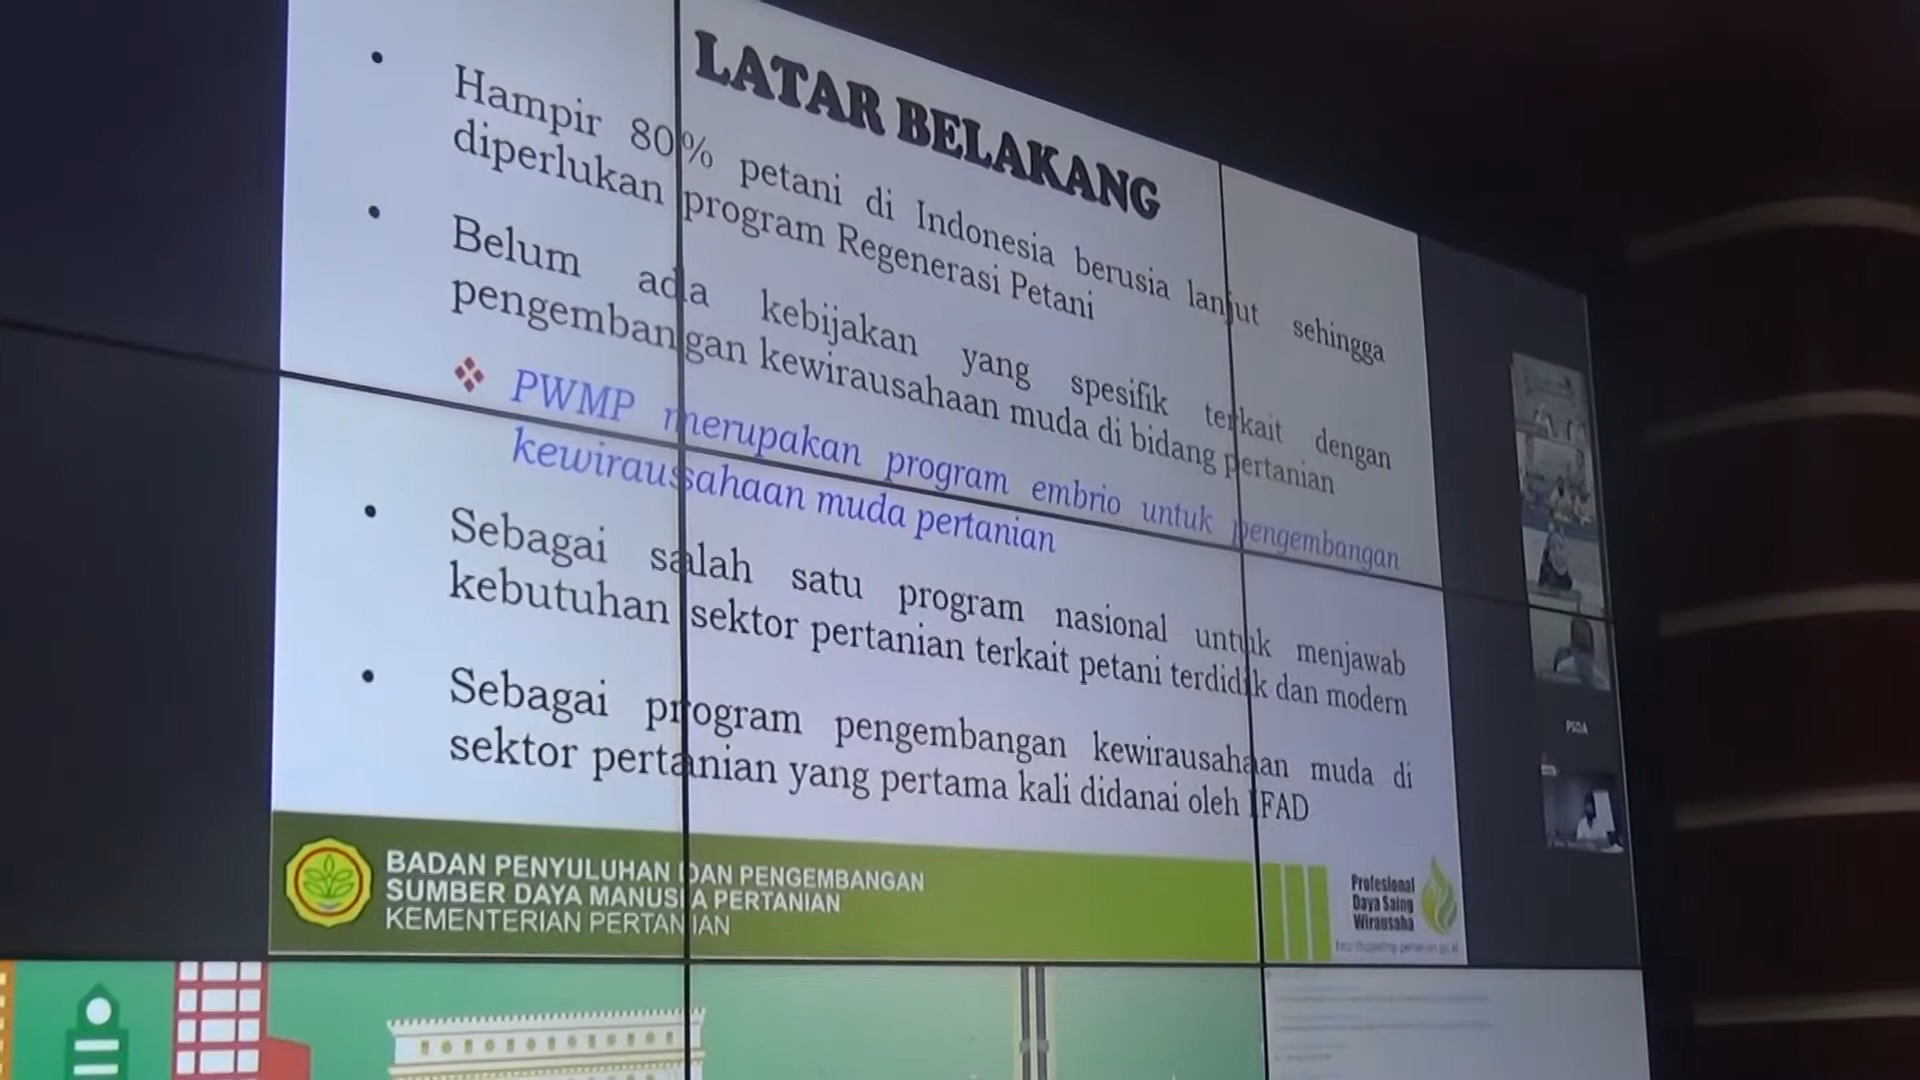 LATAR BELAKANG
• Hampir 80% petani di Indonesia berusia lanjut sehingga
diperlukan program Regenerasi Petani
• Belum ada kebijakan yang spesifik terkait dengan
pengembangan kewirausahaan muda di bidang pertanian
❖ PWMP merupakan program embrio untuk pengembangan
kewirausahaan muda pertanian
• Sebagai salah satu program nasional untuk menjawab
kebutuhan sektor pertanian terkait petani terdidik dan modern
• Sebagai program pengembangan kewirausahaan muda di
sektor pertanian yang pertama kali didanai oleh IFAD
BADAN PENYULUHAN DAN PENGEMBANGAN
SUMBER DAYA MANUSIA PERTANIAN
KEMENTERIAN PERTANIAN
Profesional
Daya Saing
Wirausaha
PSDA